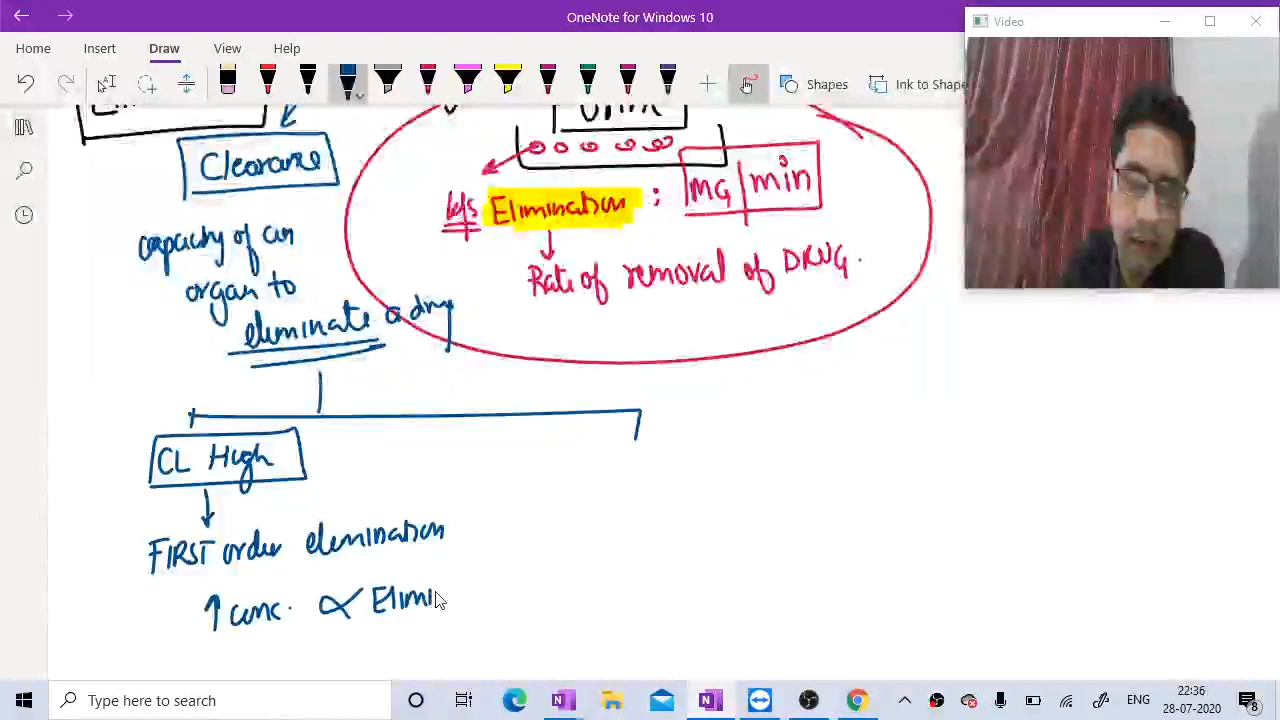 OneNote for Windows 10
Video
Home Insert Draw View Help
Shapes
Ink to Shape
Clearance
capacity of an
organ to
eliminate a drug
Elimination : mg min
Rate of removal of DRUG.
CL High
FIRST order elemination
↑ conc. ∝ Elimi
Type here to search
ENG
22:36
28-07-2020
8